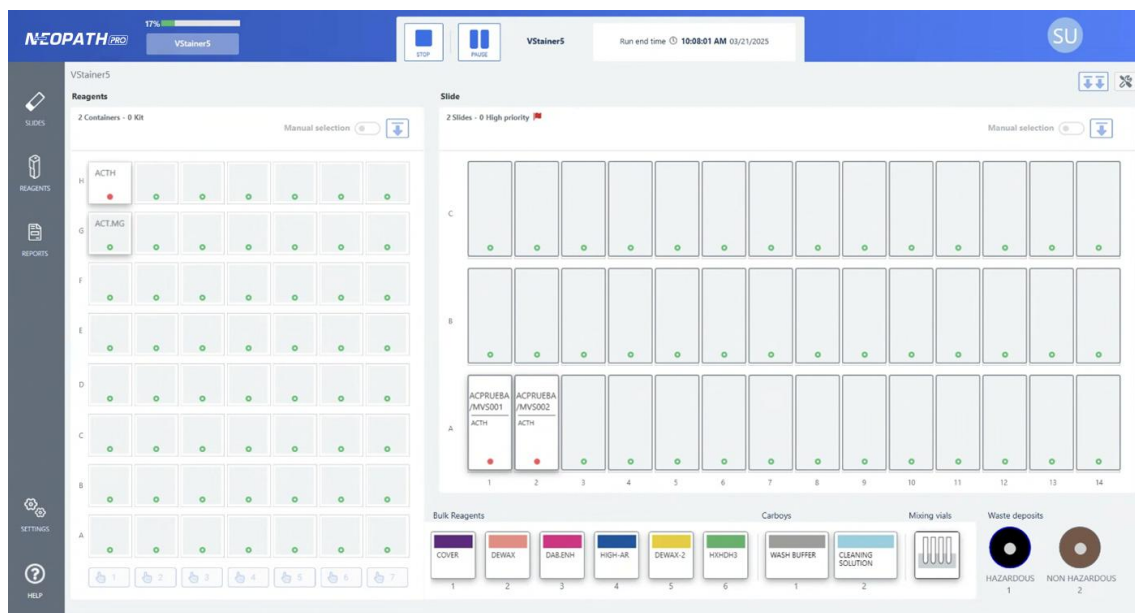 NEOPATH PRO
17%
VStainer5
STOP
PAUSE
VStainer5
Run end time 10:08:01 AM 03/21/2025
SU
SLIDES
REAGENTS
REPORTS
SETTINGS
HELP
VStainer5
Reagents
2 Containers - 0 Kit
Manual selection
H
ACTH
G
ACT.MG
F
E
D
C
B
A
1 2 3 4 5 6 7
Slide
2 Slides - 0 High priority
Manual selection
C
B
A
ACPRUEBA
/MVS001
ACTH
ACPRUEBA
/MVS002
ACTH
1 2 3 4 5 6 7 8 9 10 11 12 13 14
Bulk Reagents
COVER
1
DEWAX
2
DAB.ENH
3
HIGH-AR
4
DEWAX-2
5
HXHDH3
6
Carboys
WASH BUFFER
1
CLEANING
SOLUTION
2
Mixing vials
Waste deposits
HAZARDOUS
1
NON HAZARDOUS
2